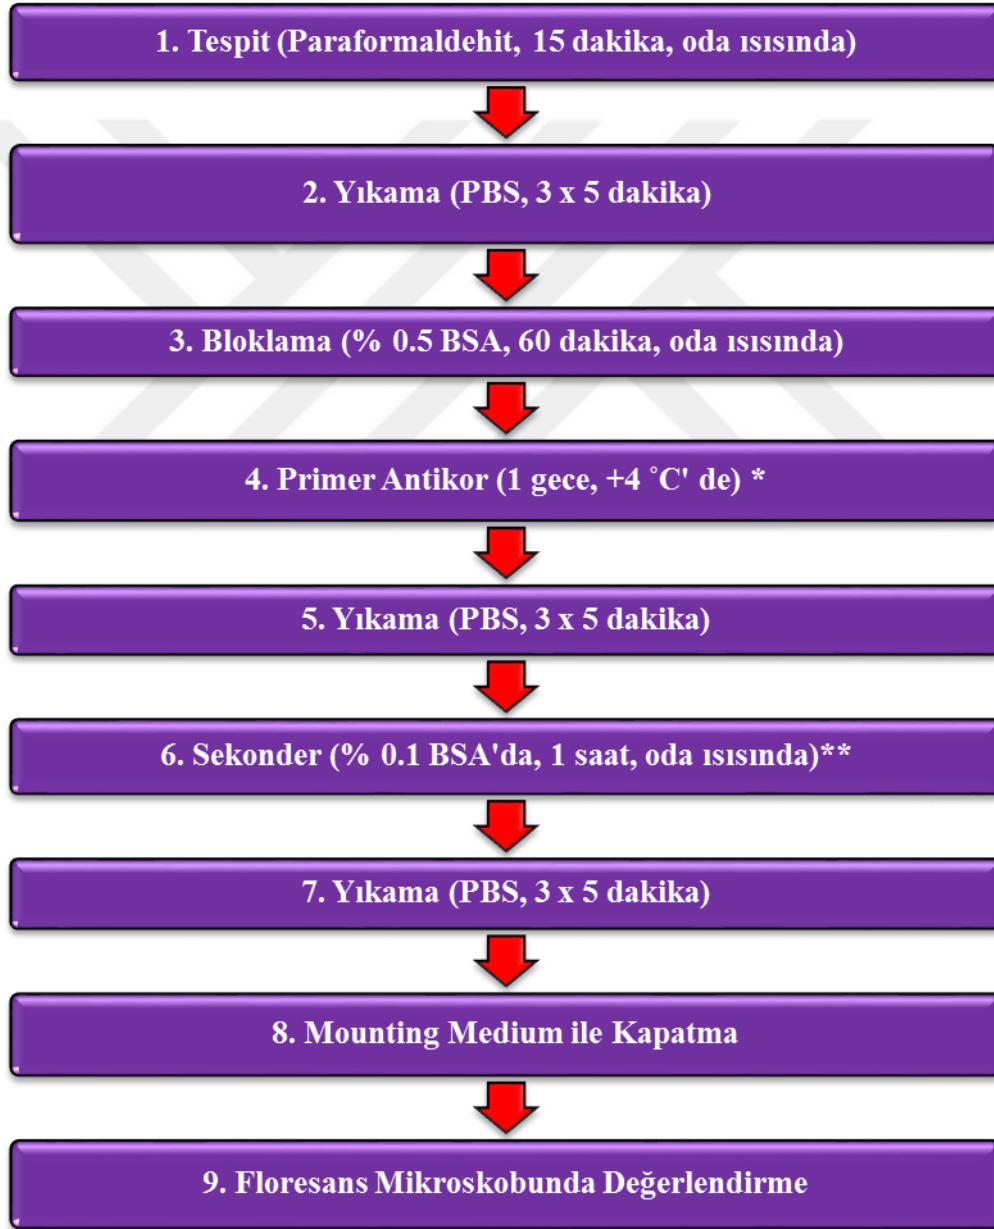 1. Tespit (Paraformaldehit, 15 dakika, oda ısısında)
2. Yıkama (PBS, 3 x 5 dakika)
3. Bloklama (% 0.5 BSA, 60 dakika, oda ısısında)
4. Primer Antikor (1 gece, +4 ˚C' de) *
5. Yıkama (PBS, 3 x 5 dakika)
6. Sekonder (% 0.1 BSA'da, 1 saat, oda ısısında)**
7. Yıkama (PBS, 3 x 5 dakika)
8. Mounting Medium ile Kapatma
9. Floresans Mikroskobunda Değerlendirme